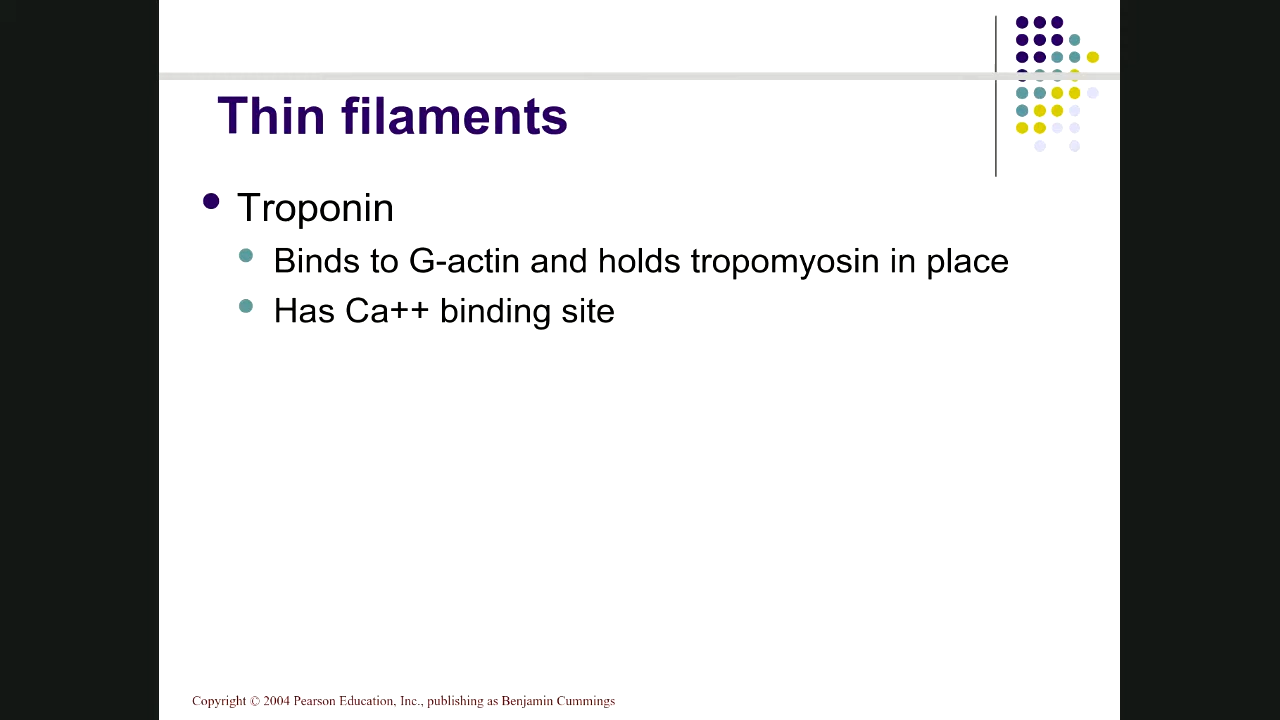 Thin filaments
Troponin
Binds to G-actin and holds tropomyosin in place
Has Ca++ binding site
Copyright © 2004 Pearson Education, Inc., publishing as Benjamin Cummings